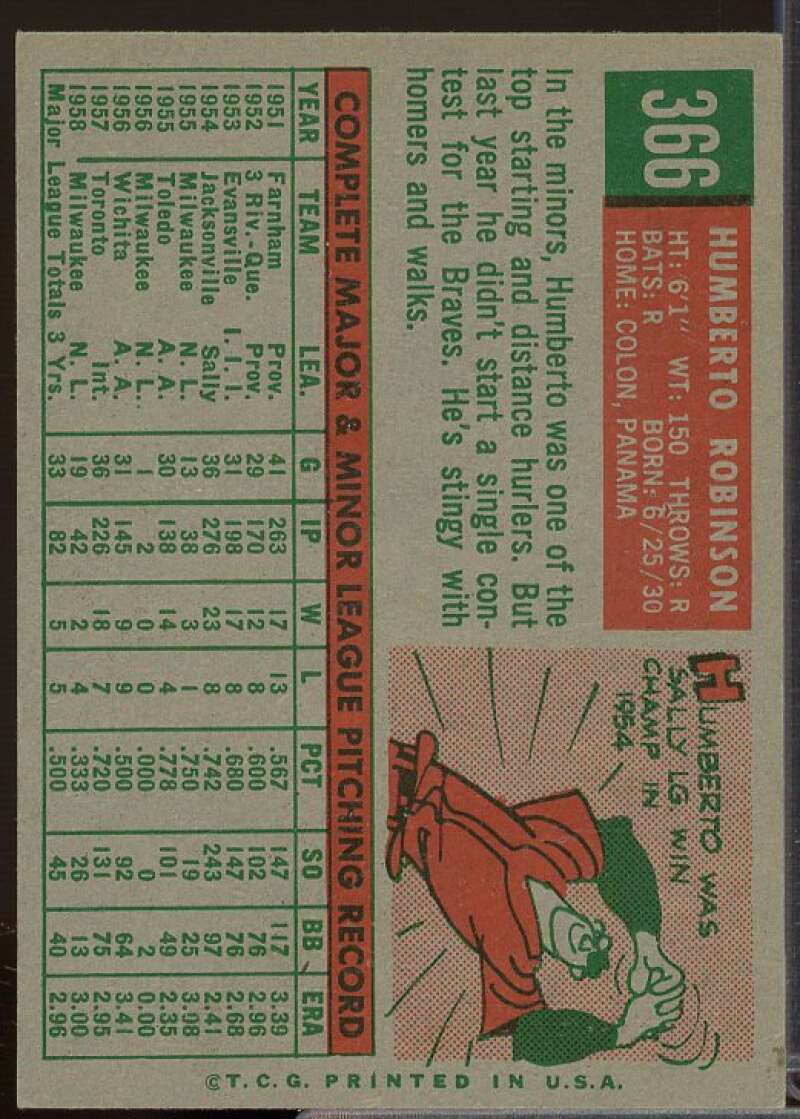 366
HUMBERTO ROBINSON
HT: 6'1" WT: 150 THROWS: R
BATS: R BORN: 6/25/30
HOME: COLON, PANAMA
In the minors, Humberto was one of the
top starting and distance hurlers. But
last year he didn't start a single con-
test for the Braves. He's stingy with
homers and walks.
HUMBERTO WAS
SALLY LG WIN
CHAMP IN
1954
COMPLETE MAJOR & MINOR LEAGUE PITCHING RECORD
YEAR TEAM LEA. G IP W L PCT SO BB ERA
1951 Farnham Prov. 41 263 17 13 .567 147 117 3.39
1952 3 Riv.-Que. Prov. 29 170 12 8 .600 102 76 2.96
1953 Evansville I. I. I. 31 198 17 8 .680 147 76 2.68
1954 Jacksonville Sally 36 276 23 8 .742 243 97 2.41
1955 Milwaukee N. L. 13 38 3 1 .750 19 25 3.08
1955 Toledo A. A. 30 138 14 4 .778 101 49 2.35
1956 Milwaukee N. L. 1 2 0 0 .000 0 2 0.00
1956 Wichita A. A. 31 145 9 9 .500 92 64 3.41
1957 Toronto Int. 36 226 18 7 .720 131 75 2.95
1958 Milwaukee N. L. 19 42 2 4 .333 26 13 3.00
Major League Totals 3 Yrs. 33 82 5 5 .500 45 40 2.96
©T.C.G. PRINTED IN U.S.A.